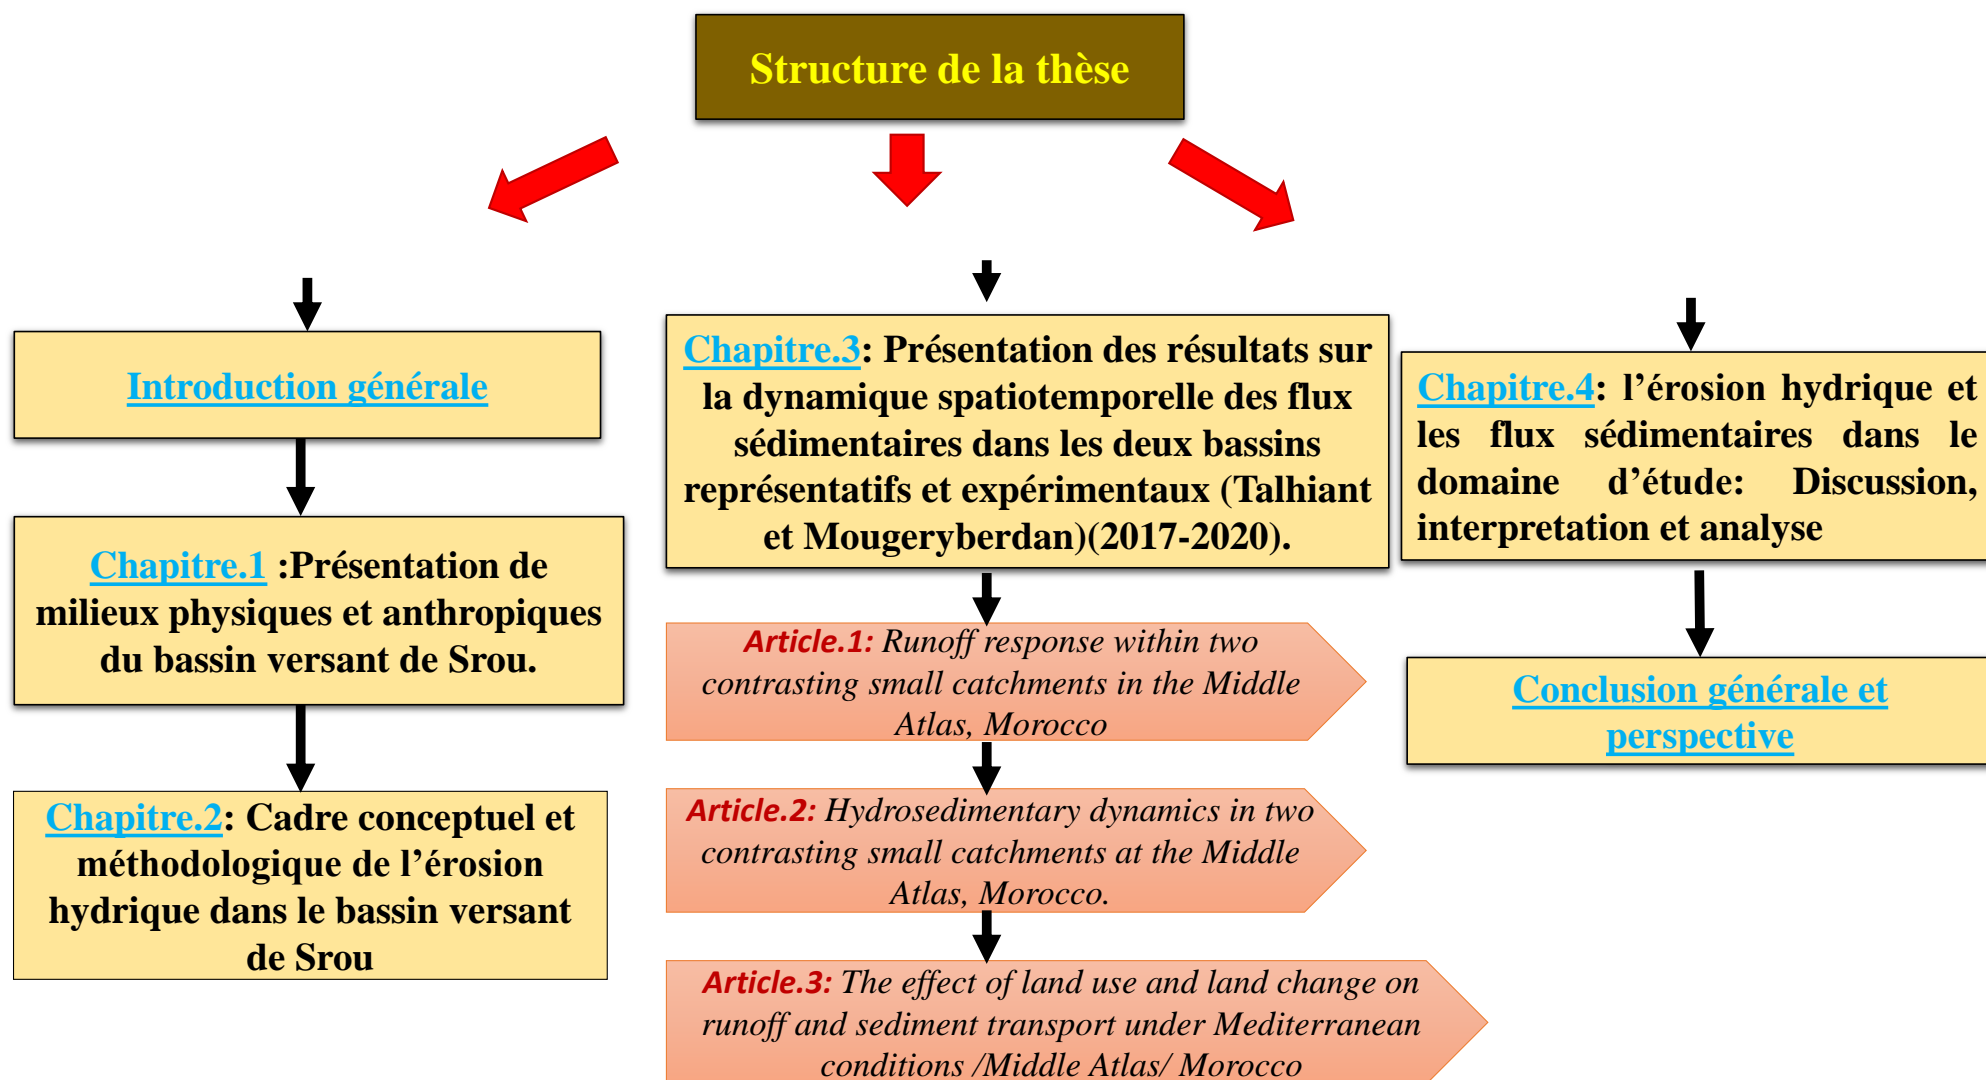 Structure de la thèse
Introduction générale
Chapitre.1 :Présentation de
milieux physiques et anthropiques
du bassin versant de Srou.
Chapitre.2: Cadre conceptuel et
méthodologique de l’érosion
hydrique dans le bassin versant
de Srou
Chapitre.3: Présentation des résultats sur
la dynamique spatiotemporelle des flux
sédimentaires dans les deux bassins
représentatifs et expérimentaux (Talhiant
et Mougeryberdan)(2017-2020).
Article.1: Runoff response within two
contrasting small catchments in the Middle
Atlas, Morocco
Article.2: Hydrosedimentary dynamics in two
contrasting small catchments at the Middle
Atlas, Morocco.
Article.3: The effect of land use and land change on
runoff and sediment transport under Mediterranean
conditions /Middle Atlas/ Morocco
Chapitre.4: l’érosion hydrique et
les flux sédimentaires dans le
domaine d’étude: Discussion,
interpretation et analyse
Conclusion générale et
perspective